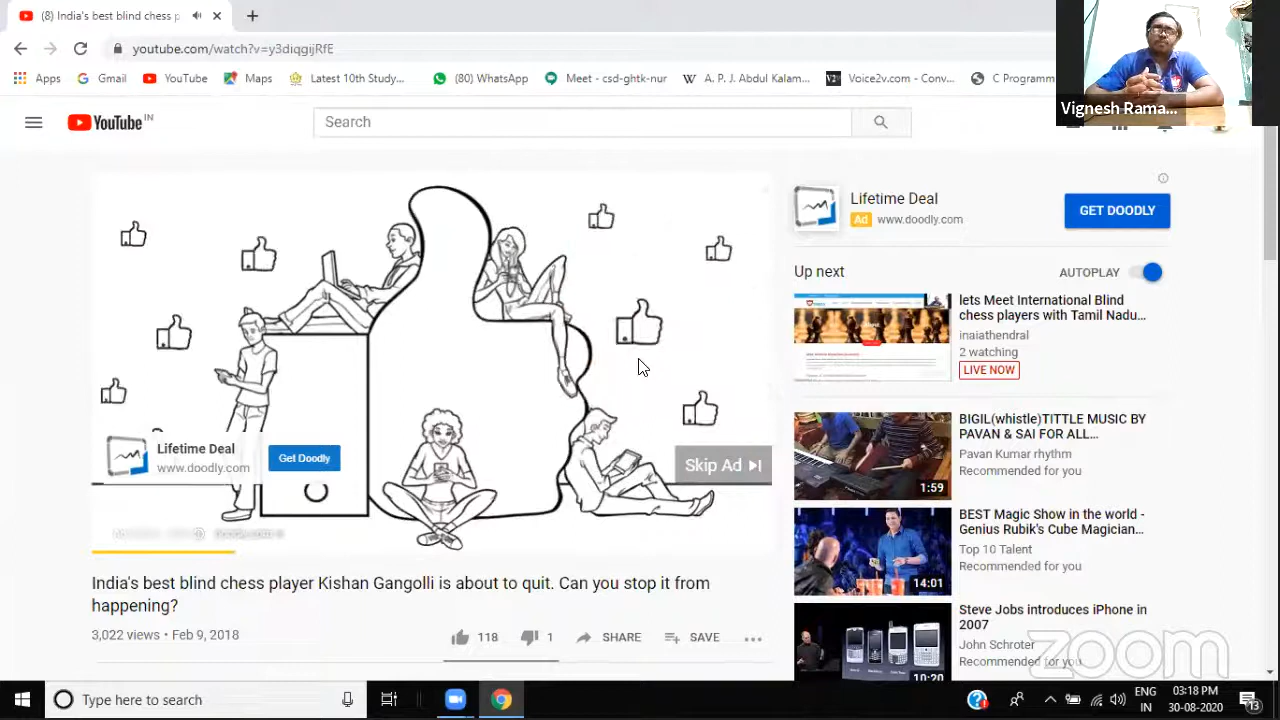 (8) India's best blind chess p
youtube.com/watch?v=y3diqgijRfE
Apps Gmail YouTube Maps Latest 10th Study... (80) WhatsApp Meet - csd-ghtk-nur A. P. J. Abdul Kalam... Voice2v.com - Conv... C Programm
Vignesh Rama...
YouTube IN
Search
Lifetime Deal
Ad www.doodly.com
GET DOODLY
Up next
AUTOPLAY
lets Meet International Blind
chess players with Tamil Nadu...
inaiathendral
2 watching
LIVE NOW
BIGIL(whistle)TITTLE MUSIC BY
PAVAN & SAI FOR ALL...
Pavan Kumar rhythm
Recommended for you
1:59
BEST Magic Show in the world -
Genius Rubik's Cube Magician...
Top 10 Talent
Recommended for you
14:01
Steve Jobs introduces iPhone in
2007
John Schroter
Recommended for you
10:20
Lifetime Deal
www.doodly.com
Get Doodly
Skip Ad
India's best blind chess player Kishan Gangolli is about to quit. Can you stop it from
happening?
3,022 views • Feb 9, 2018
118 1 SHARE SAVE
zoom
Type here to search
ENG
IN
03:18 PM
30-08-2020
13